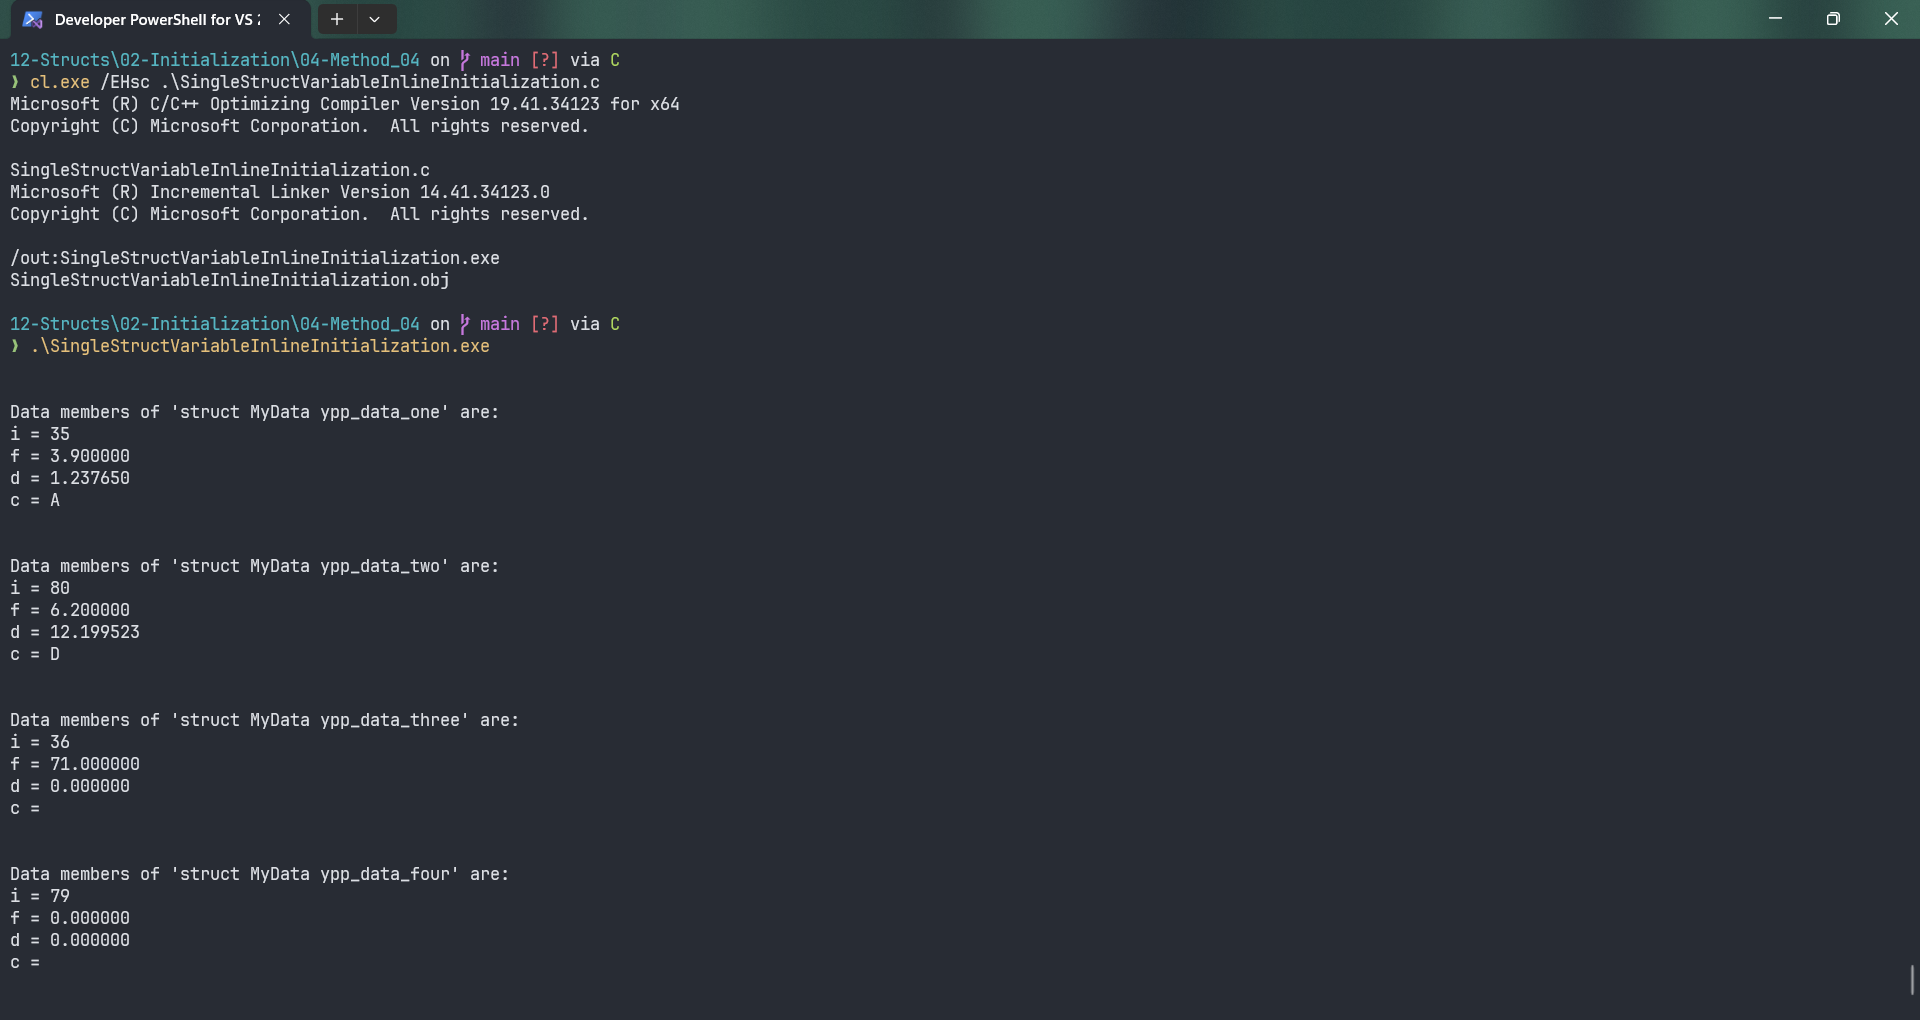 Developer PowerShell for VS 2
12-Structs\02-Initialization\04-Method_04 on main [?] via C
❯ cl.exe /EHsc .\SingleStructVariableInlineInitialization.c
Microsoft (R) C/C++ Optimizing Compiler Version 19.41.34123 for x64
Copyright (C) Microsoft Corporation.  All rights reserved.
SingleStructVariableInlineInitialization.c
Microsoft (R) Incremental Linker Version 14.41.34123.0
Copyright (C) Microsoft Corporation.  All rights reserved.
/out:SingleStructVariableInlineInitialization.exe
SingleStructVariableInlineInitialization.obj
12-Structs\02-Initialization\04-Method_04 on main [?] via C
❯ .\SingleStructVariableInlineInitialization.exe
Data members of 'struct MyData ypp_data_one' are:
i = 35
f = 3.900000
d = 1.237650
c = A
Data members of 'struct MyData ypp_data_two' are:
i = 80
f = 6.200000
d = 12.199523
c = D
Data members of 'struct MyData ypp_data_three' are:
i = 36
f = 71.000000
d = 0.000000
c =
Data members of 'struct MyData ypp_data_four' are:
i = 79
f = 0.000000
d = 0.000000
c =